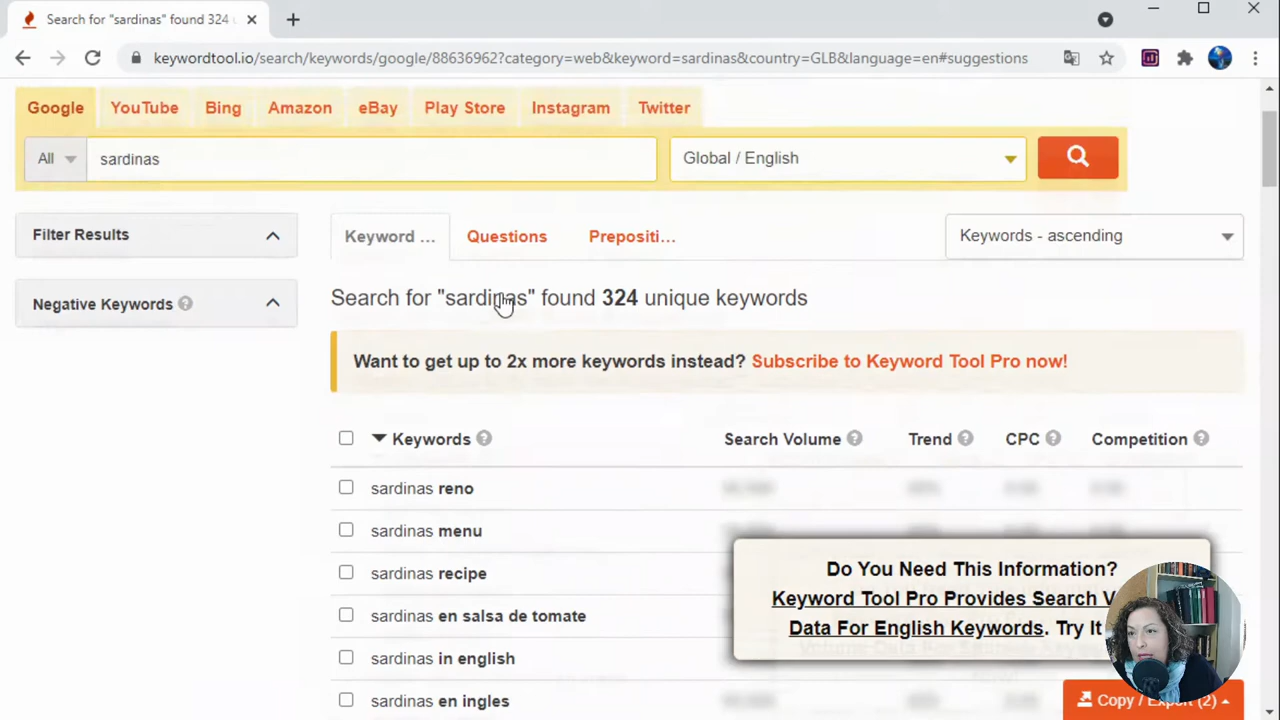 Search for "sardinas" found 324
keywordtool.io/search/keywords/google/88636962?category=web&keyword=sardinas&country=GLB&language=en#suggestions
Google YouTube Bing Amazon eBay Play Store Instagram Twitter
All sardinas Global / English
Filter Results
Keyword ... Questions Prepositi... Keywords - ascending
Negative Keywords
Search for "sardinas" found 324 unique keywords
Want to get up to 2x more keywords instead? Subscribe to Keyword Tool Pro now!
Keywords Search Volume Trend CPC Competition
sardinas reno
sardinas menu
sardinas recipe
sardinas en salsa de tomate
sardinas in english
sardinas en ingles
Do You Need This Information?
Keyword Tool Pro Provides Search V
Data For English Keywords. Try It
Copy / Export (2)